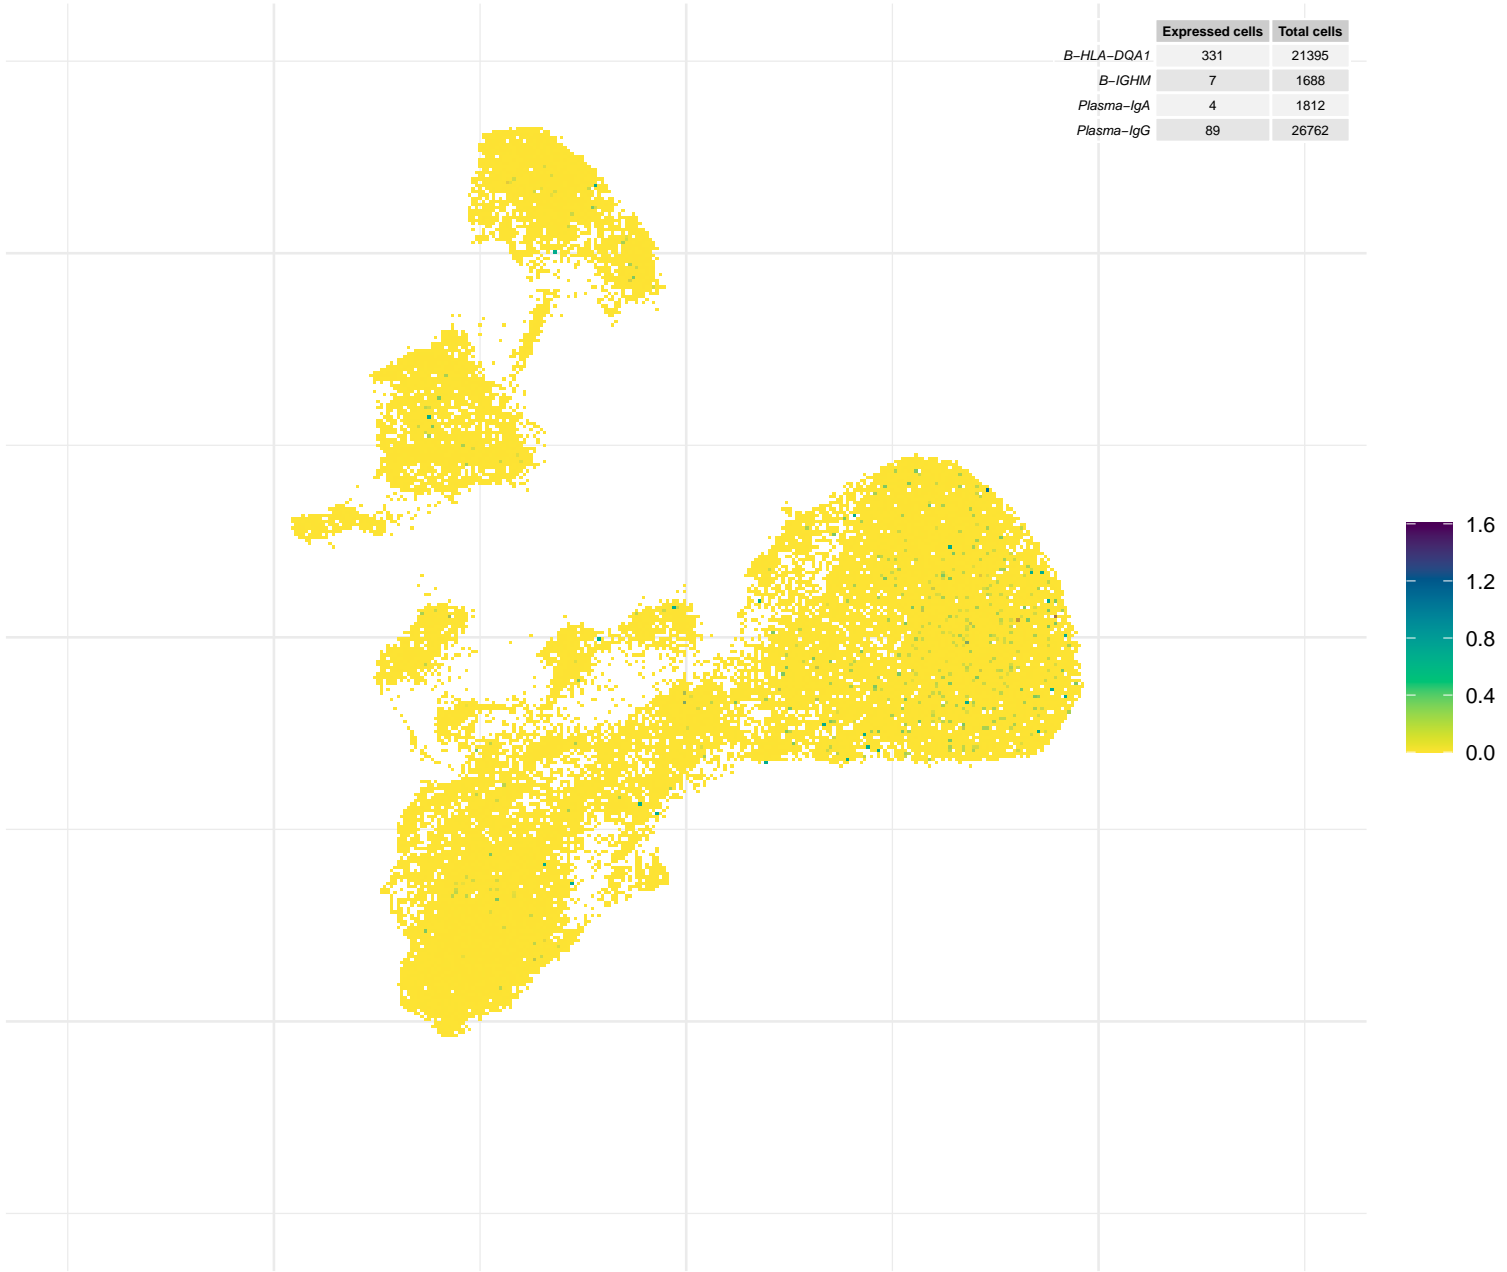 Expressed cells Total cells
B−HLA−DQA1 331 21395
B−IGHM 7 1688
Plasma−IgA 4 1812
Plasma−IgG 89 26762
1.6
1.2
0.8
0.4
0.0